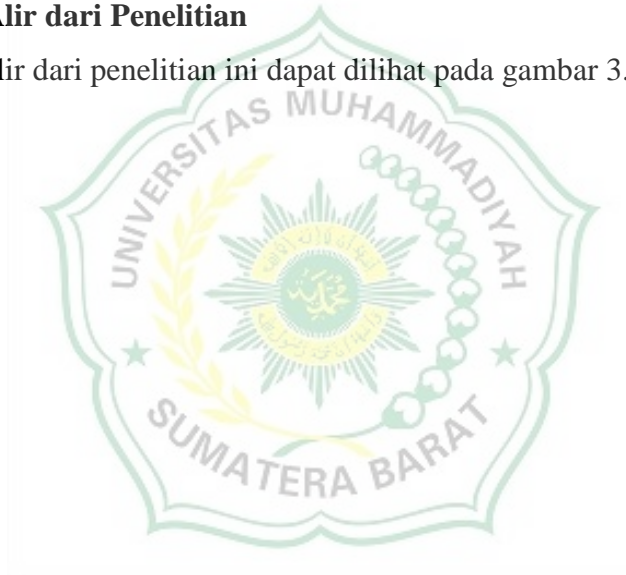 Alir dari Penelitian
lir dari penelitian ini dapat dilihat pada gambar 3.
UNIVERSITAS MUHAMMADIYAH
SUMATERA BARAT